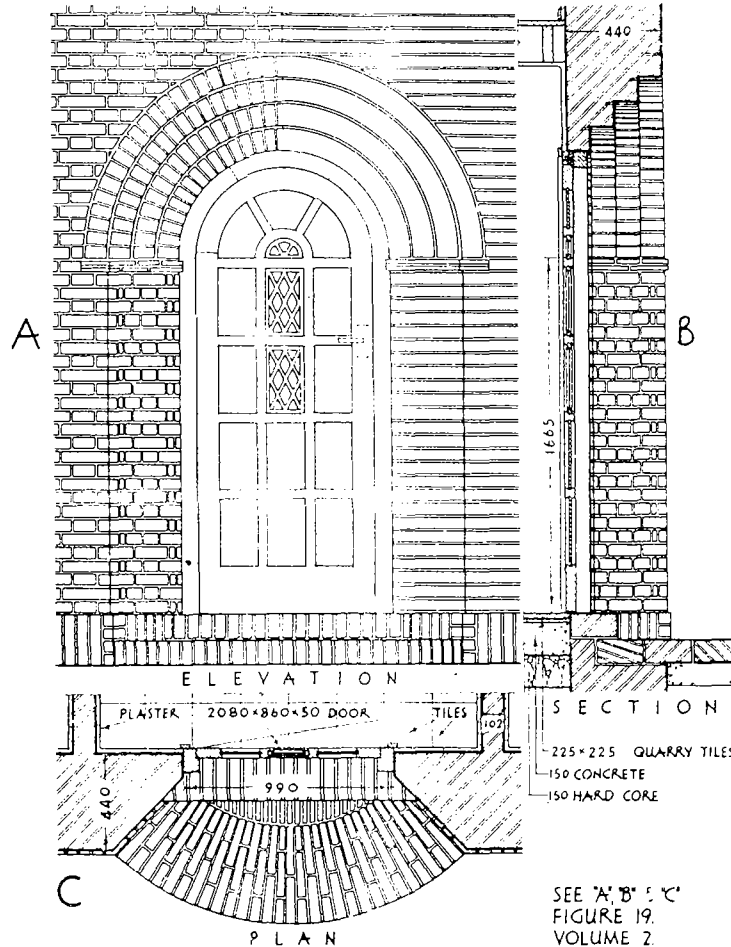 440
A
B
1665
ELEVATION
SECTION
PLASTER 2080×860×50 DOOR TILES
102
225×225 QUARRY TILES
150 CONCRETE
150 HARD CORE
990
440
C
PLAN
SEE "A", "B" & "C"
FIGURE 19.
VOLUME 2.